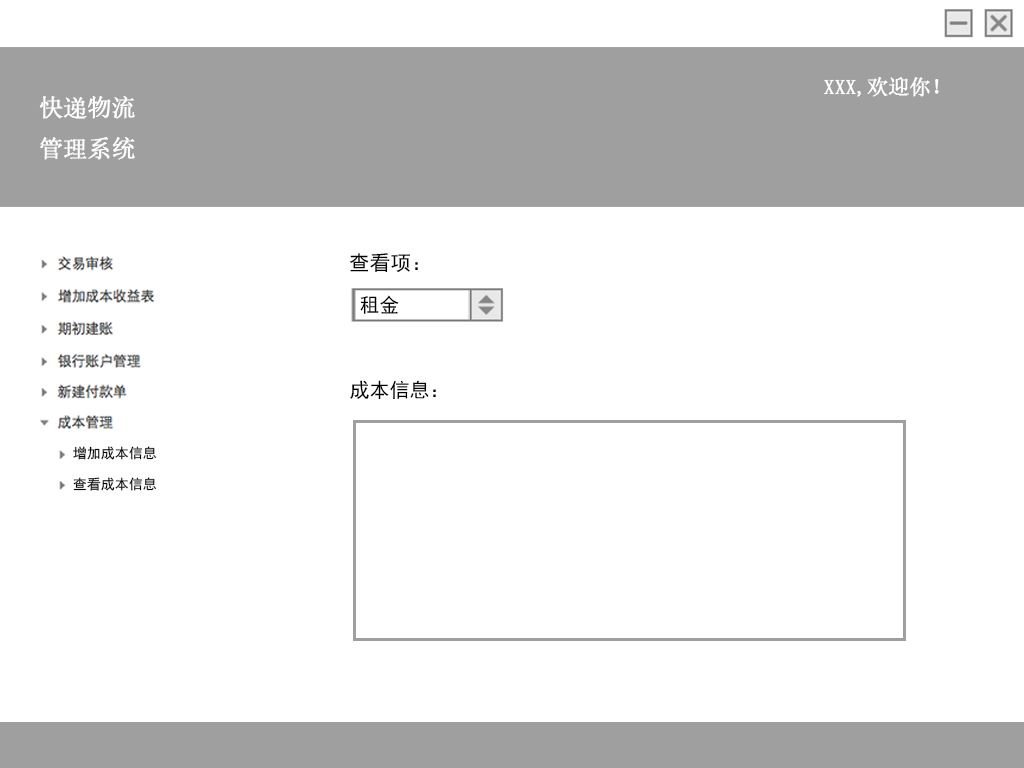 XXX,欢迎你!
快递物流
管理系统
交易审核
增加成本收益表
期初建账
银行账户管理
新建付款单
成本管理
增加成本信息
查看成本信息
查看项：
租金
成本信息：